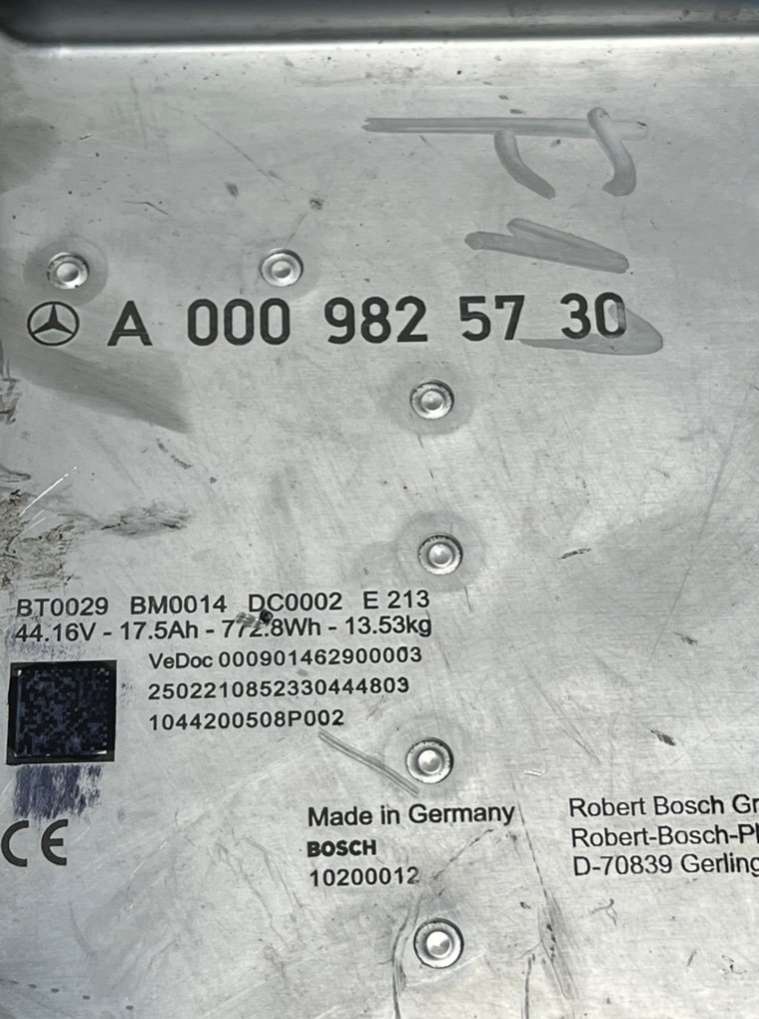 A 000 982 57 30
BT0029 BM0014 DC0002 E 213
44.16V - 17.5Ah - 772.8Wh - 13.53kg
VeDoc 000901462900003
2502210852330444803
1044200508P002
CE
Made in Germany
BOSCH
10200012
Robert Bosch Gr
Robert-Bosch-Pl
D-70839 Gerling